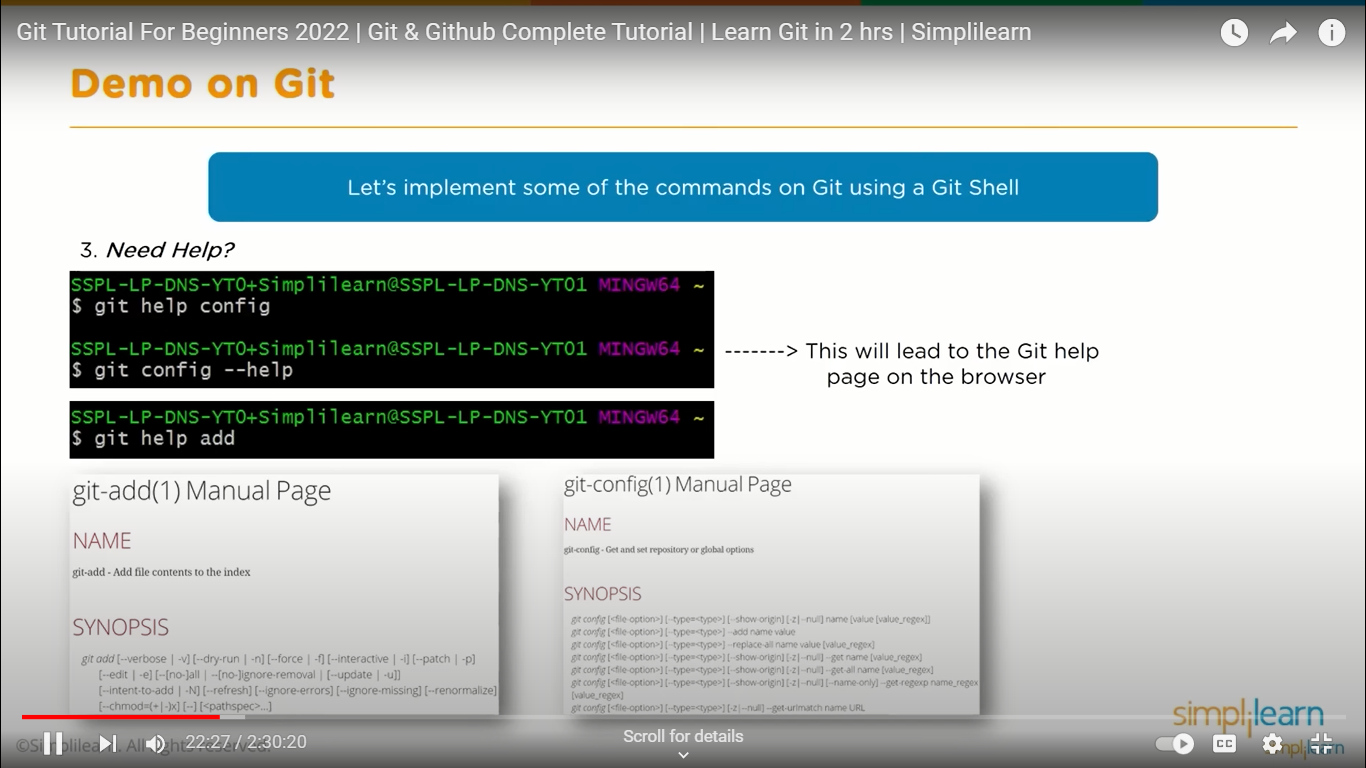 Git Tutorial For Beginners 2022 | Git & Github Complete Tutorial | Learn Git in 2 hrs | Simplilearn
Demo on Git
Let's implement some of the commands on Git using a Git Shell
3. Need Help?
SSPL-LP-DNS-YT0+Simplilearn@SSPL-LP-DNS-YT01 MINGW64 ~
$ git help config
SSPL-LP-DNS-YT0+Simplilearn@SSPL-LP-DNS-YT01 MINGW64 ~
$ git config --help
-------> This will lead to the Git help
page on the browser
SSPL-LP-DNS-YT0+Simplilearn@SSPL-LP-DNS-YT01 MINGW64 ~
$ git help add
git-add(1) Manual Page
NAME
git-add - Add file contents to the index
SYNOPSIS
git add [--verbose | -v] [--dry-run | -n] [--force | -f] [--interactive | -i] [--patch | -p]
[--edit | -e] [--[no-]all | --[no-]ignore-removal | [--update | -u]]
[--intent-to-add | -N] [--refresh] [--ignore-errors] [--ignore-missing] [--renormalize]
[--chmod=(+|-)x] [--] [<pathspec>...]
git-config(1) Manual Page
NAME
git-config - Get and set repository or global options
SYNOPSIS
git config [<file-option>] [--type=<type>] [--show-origin] [-z|--null] name [value [value_regex]]
git config [<file-option>] [--type=<type>] --add name value
git config [<file-option>] [--type=<type>] --replace-all name value [value_regex]
git config [<file-option>] [--type=<type>] [--show-origin] [-z|--null] --get name [value_regex]
git config [<file-option>] [--type=<type>] [--show-origin] [-z|--null] --get-all name [value_regex]
git config [<file-option>] [--type=<type>] [--show-origin] [-z|--null] [--name-only] --get-regexp name_regex
[value_regex]
git config [<file-option>] [--type=<type>] [-z|--null] --get-urlmatch name URL
simplilearn
©Simplilearn. All rights reserved.
22:27 / 2:30:20
Scroll for details
CC
simplilearn